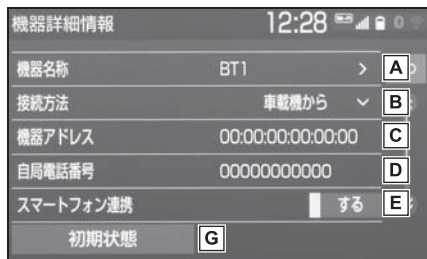 機器詳細情報 12:28
機器名称 BT1 > A
接続方法 車載機から B
機器アドレス 00:00:00:00:00:00 C
自局電話番号 00000000000 D
スマートフォン連携 する E
初期状態 G